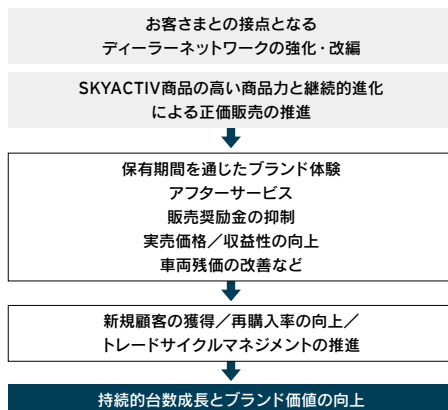 お客さまとの接点となる
ディーラーネットワークの強化・改編
SKYACTIV商品の高い商品力と継続的進化
による正価販売の推進
保有期間を通じたブランド体験
アフターサービス
販売奨励金の抑制
実売価格／収益性の向上
車両残価の改善など
新規顧客の獲得／再購入率の向上／
トレードサイクルマネジメントの推進
持続的台数成長とブランド価値の向上